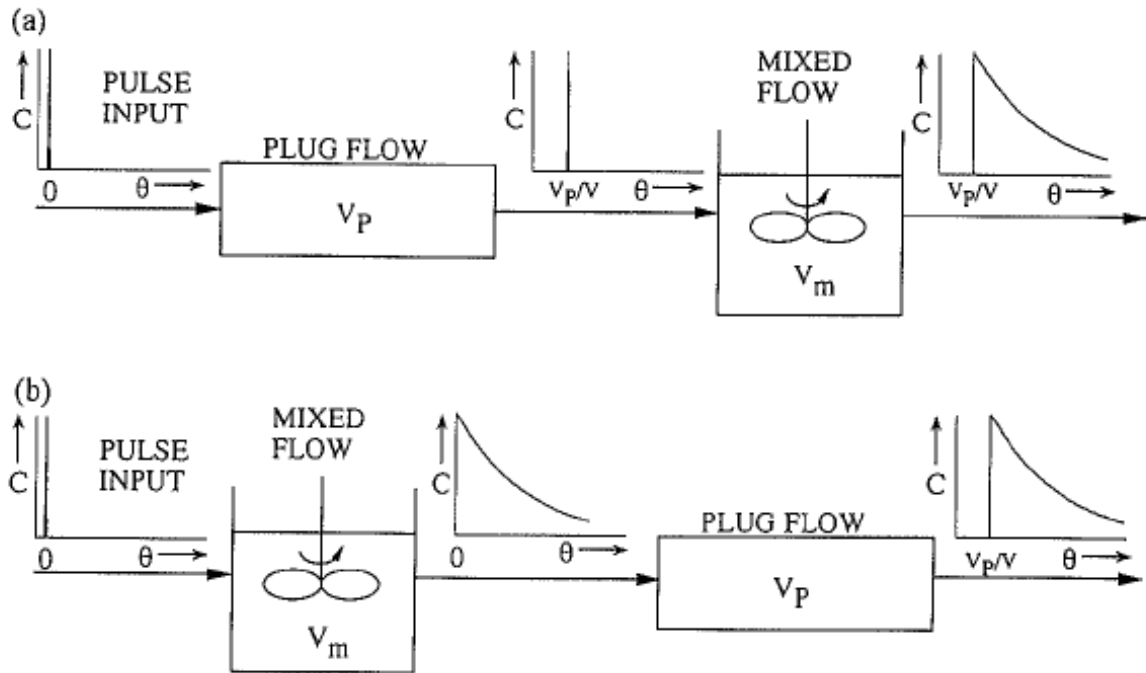 (a)
PULSE
INPUT
C
0
θ
PLUG FLOW
V_P
C
V_P/V
θ
MIXED
FLOW
V_m
C
V_P/V
θ
(b)
PULSE
INPUT
C
0
θ
MIXED
FLOW
V_m
C
0
θ
PLUG FLOW
V_P
C
V_P/V
θ